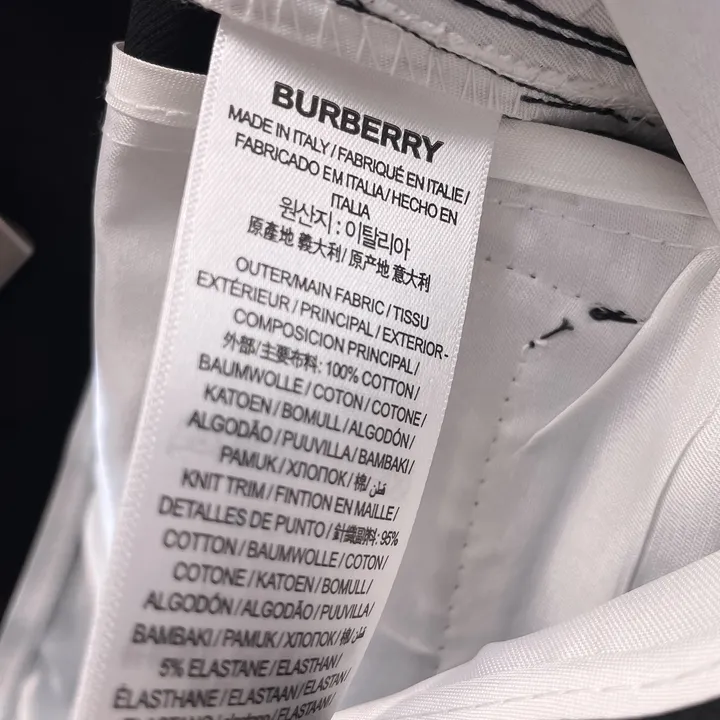 BURBERRY
MADE IN ITALY / FABRIQUÉ EN ITALIE /
FABRICADO EM ITALIA / HECHO EN
ITALIA
원산지 : 이탈리아
原產地 義大利 / 原产地 意大利
OUTER/MAIN FABRIC / TISSU
EXTÉRIEUR / PRINCIPAL / EXTERIOR-
COMPOSICION PRINCIPAL /
外部/主要布料: 100% COTTON /
BAUMWOLLE / COTON / COTONE /
KATOEN / BOMULL / ALGODÓN /
ALGODÃO / PUUVILLA / BAMBAKI /
PAMUK / ХЛОПОК / 棉/ قطن
KNIT TRIM / FINTION EN MAILLE /
DETALLES DE PUNTO / 針織副料: 95%
COTTON / BAUMWOLLE / COTON /
COTONE / KATOEN / BOMULL /
ALGODÓN / ALGODÃO / PUUVILLA /
BAMBAKI / PAMUK / ХЛОПОК / 棉/ قطن
5% ELASTANE / ELASTHAN /
ÉLASTHANNE / ELASTAAN / ELASTAN /
ELASTANO /